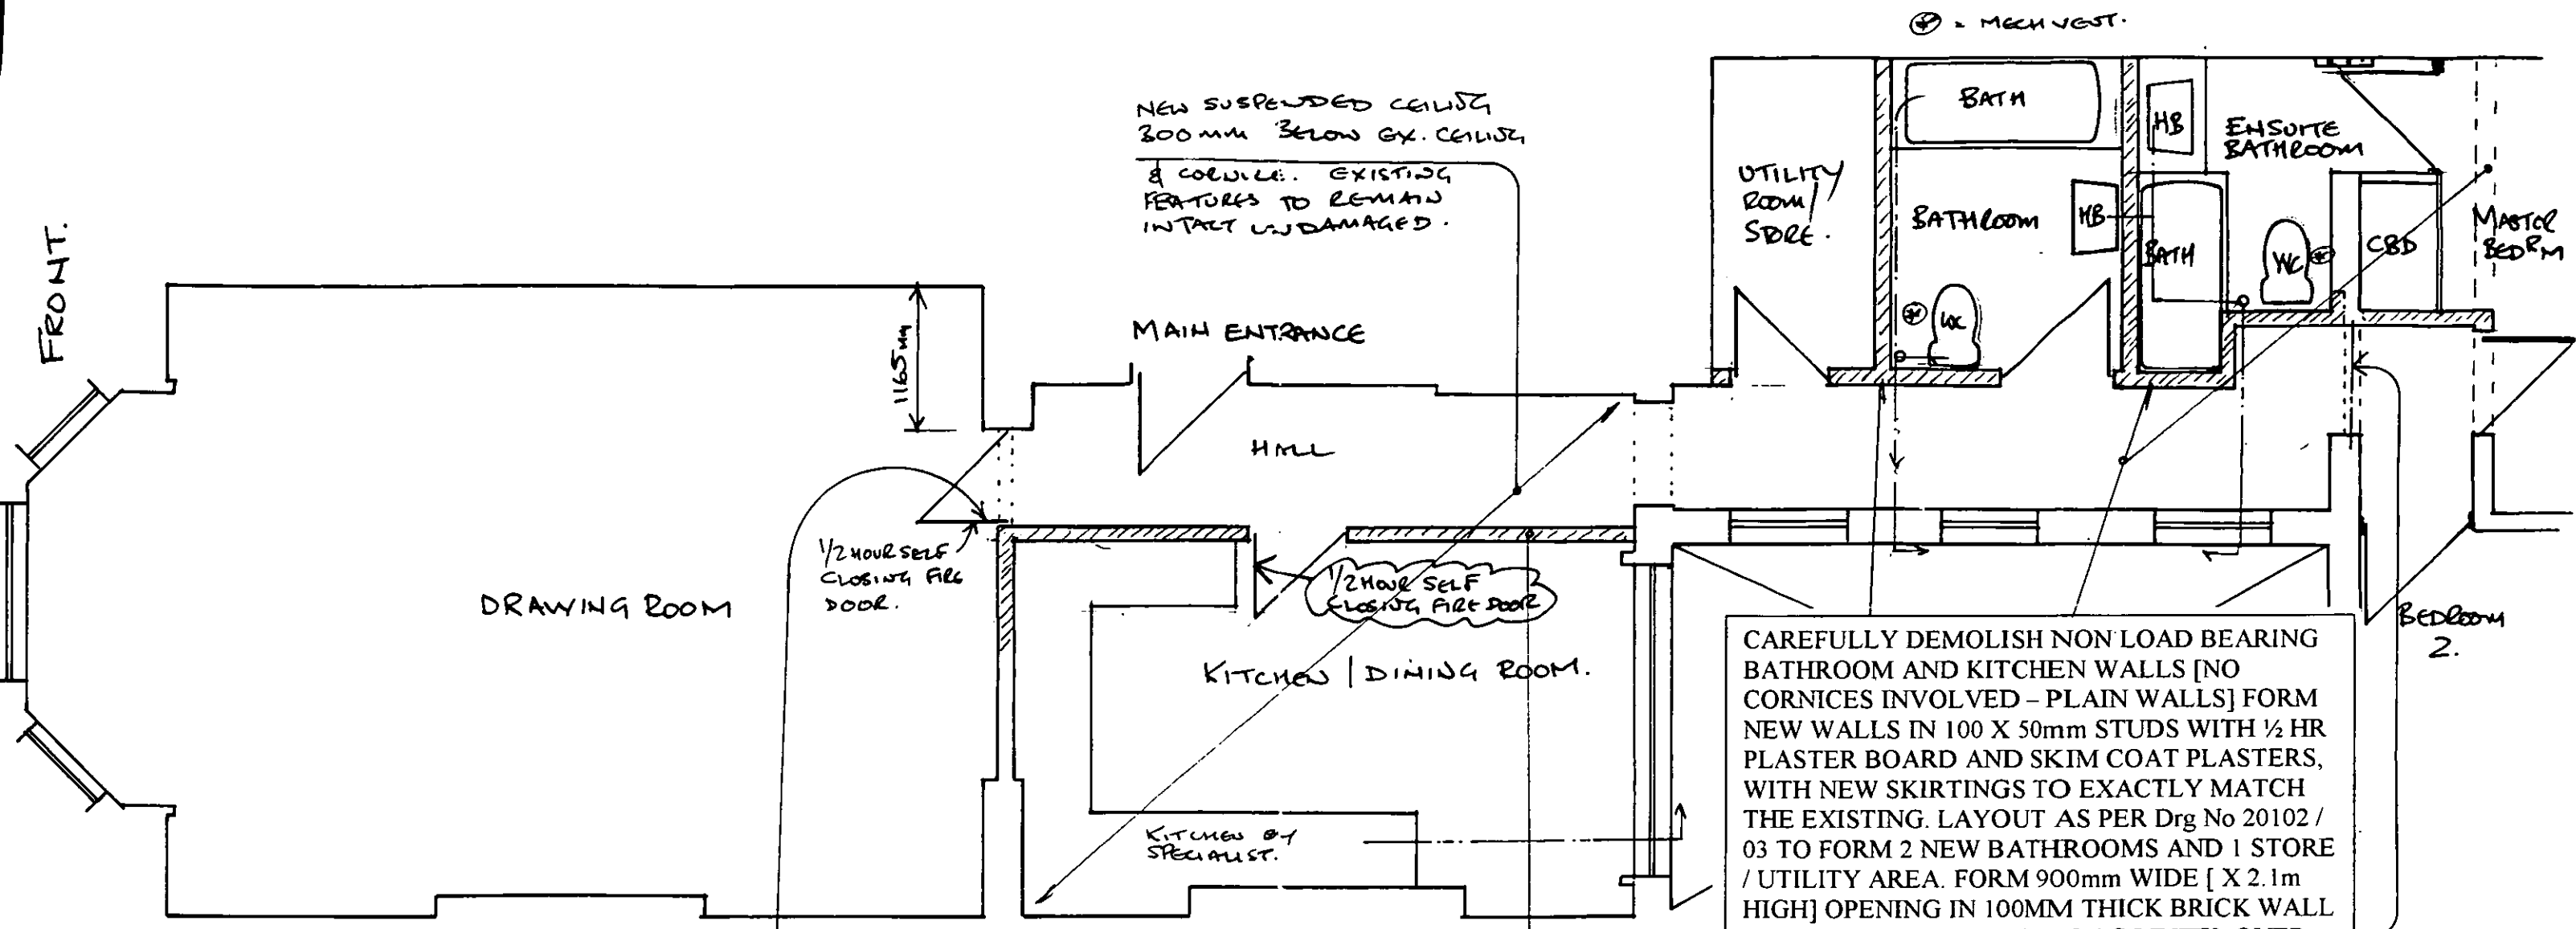 = MECH VENT.
NEW SUSPENDED CEILING
300 MM BELOW EX. CEILING
& CORNICE. EXISTING
FEATURES TO REMAIN
INTACT UNDAMAGED.
FRONT.
1165 MM
MAIN ENTRANCE
HALL
UTILITY
ROOM/
STORE.
BATH
BATHROOM
HB
WC
HB
ENSUITE
BATHROOM
BATH
WC
CBD
MASTER
BEDRM
DRAWING ROOM
1/2 HOUR SELF
CLOSING FIRE
DOOR.
1/2 HOUR SELF
CLOSING FIRE DOOR
KITCHEN / DINING ROOM.
KITCHEN BY
SPECIALIST.
BEDROOM
2.
CAREFULLY DEMOLISH NON LOAD BEARING
BATHROOM AND KITCHEN WALLS [NO
CORNICES INVOLVED – PLAIN WALLS] FORM
NEW WALLS IN 100 X 50mm STUDS WITH ½ HR
PLASTER BOARD AND SKIM COAT PLASTERS,
WITH NEW SKIRTINGS TO EXACTLY MATCH
THE EXISTING. LAYOUT AS PER Drg No 20102 /
03 TO FORM 2 NEW BATHROOMS AND 1 STORE
/ UTILITY AREA. FORM 900mm WIDE [ X 2.1m
HIGH] OPENING IN 100MM THICK BRICK WALL